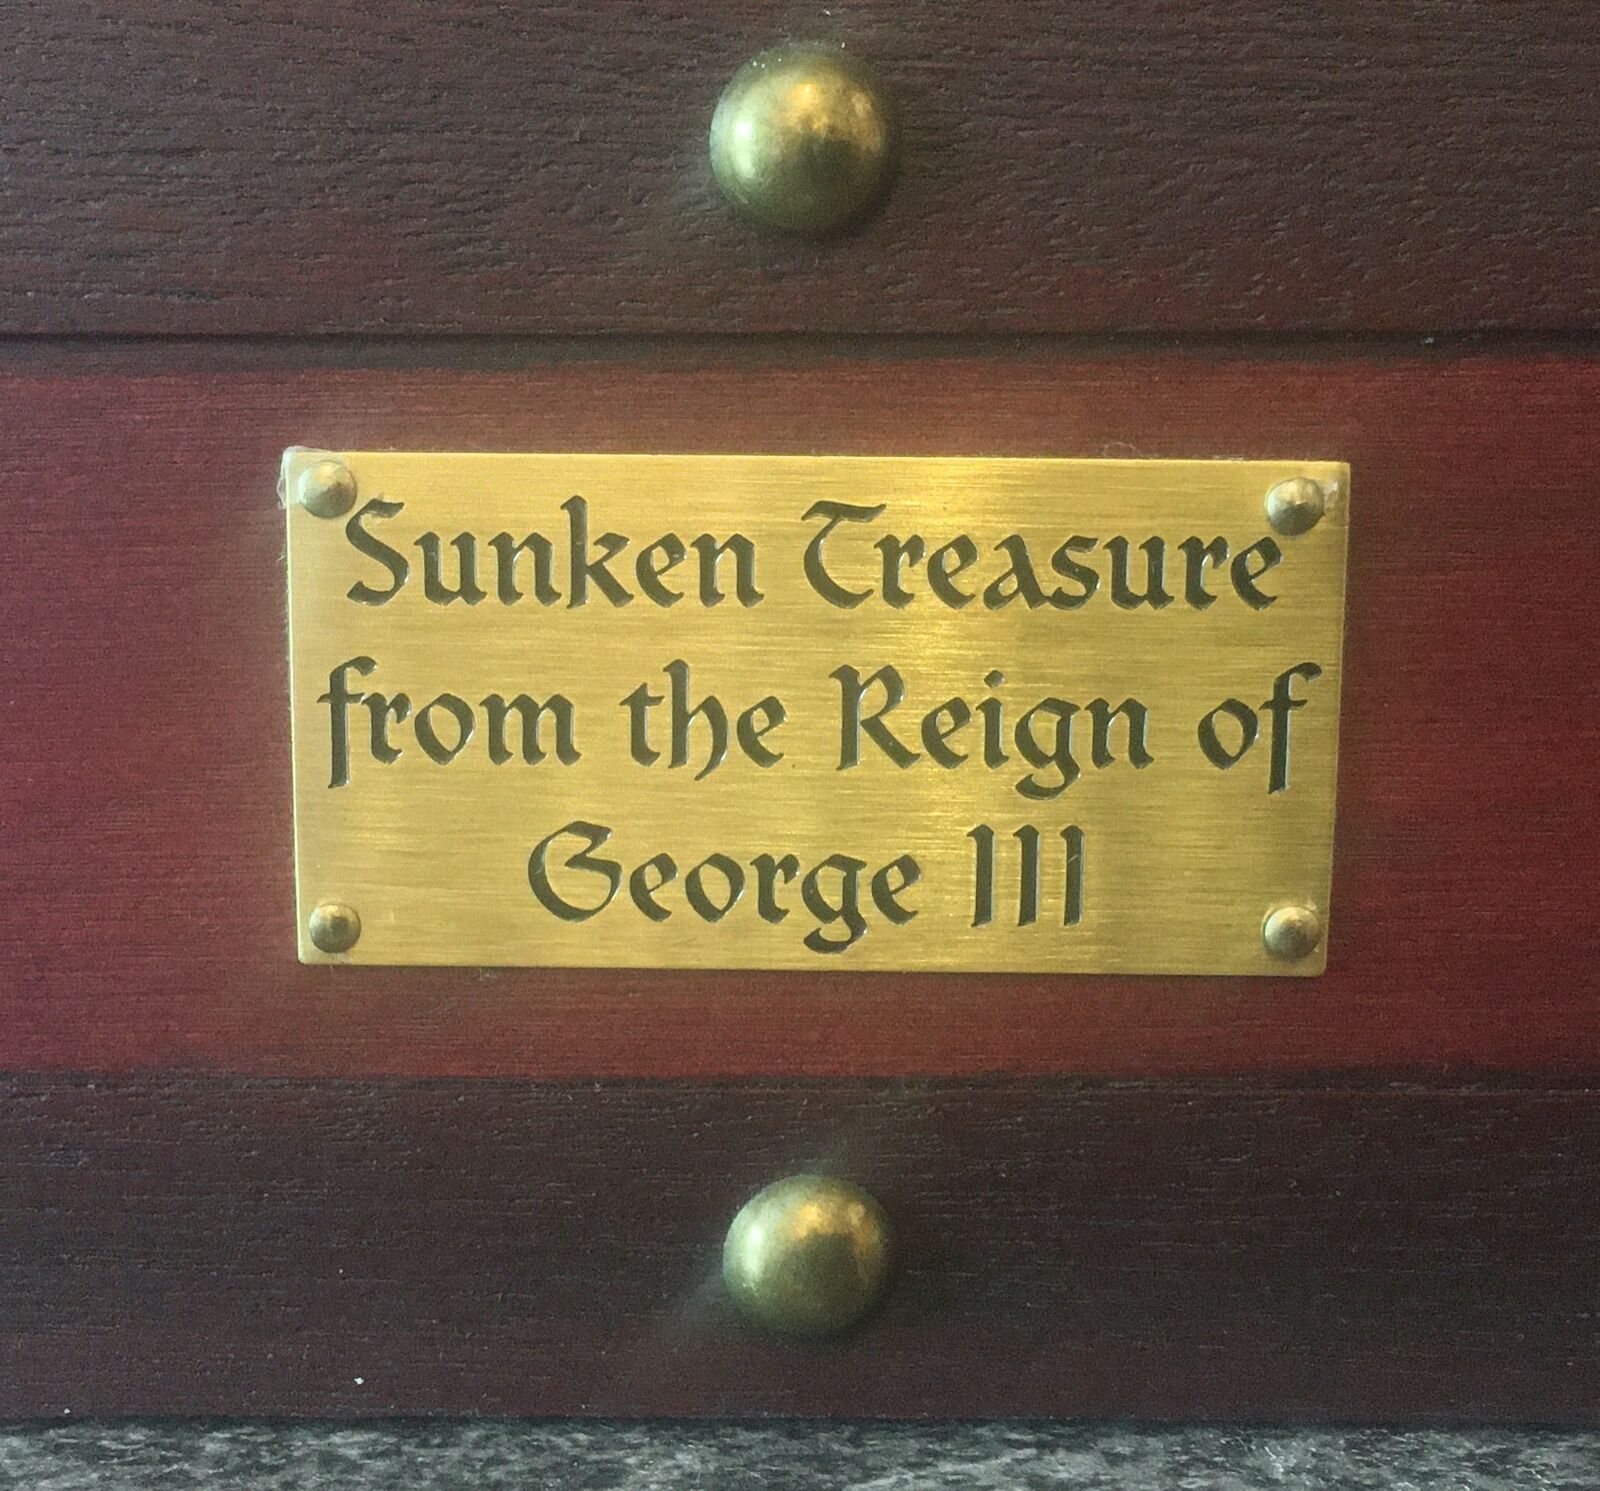 Sunken Treasure
from the Reign of
George III